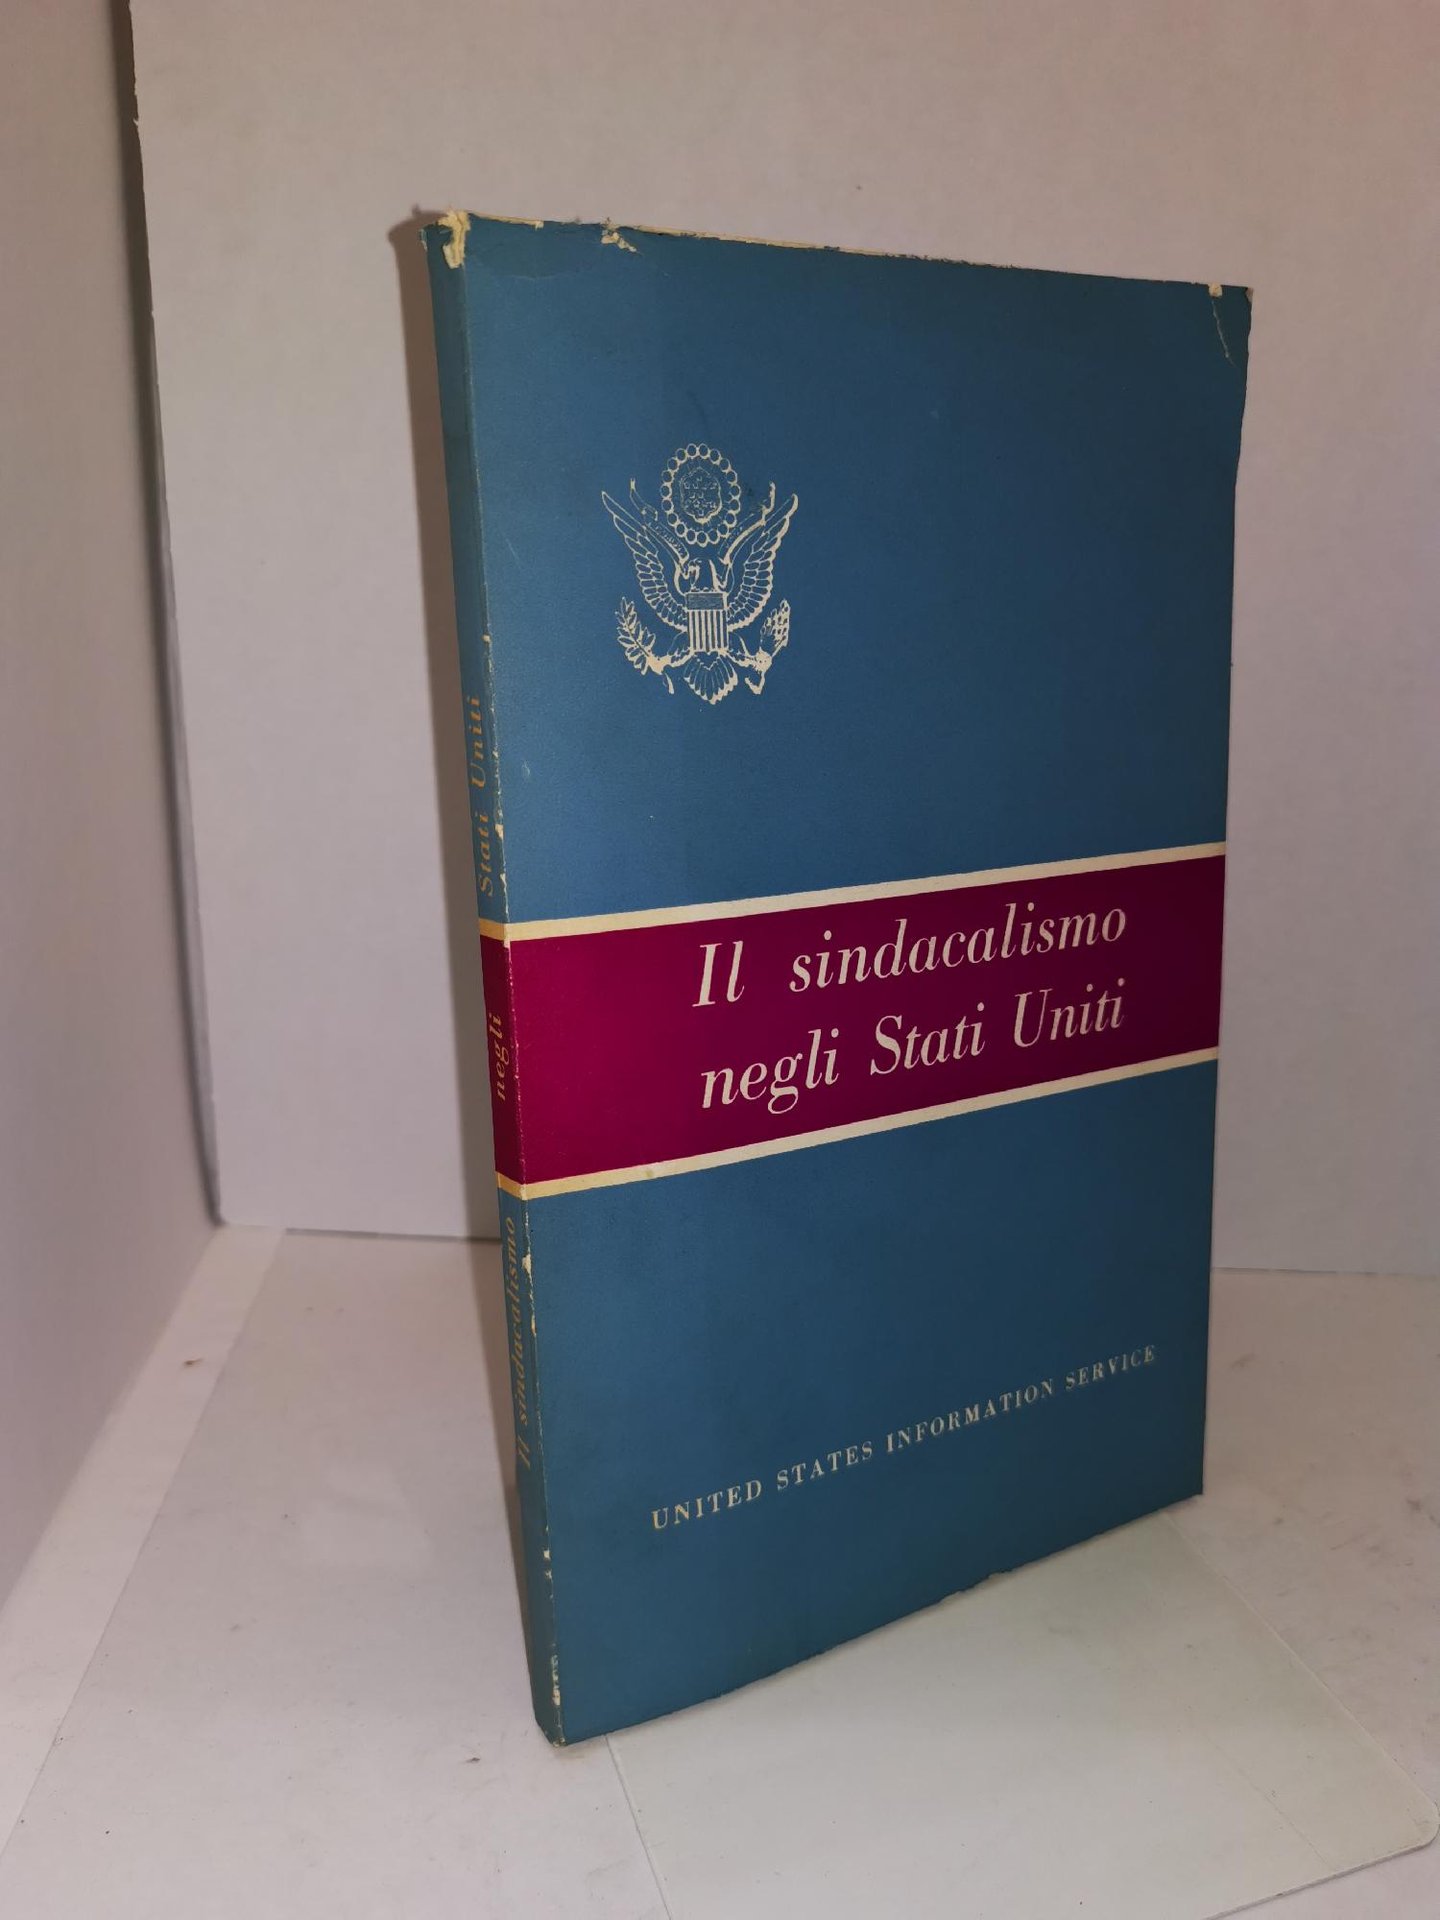 Il sindacalismo
negli Stati Uniti
UNITED STATES INFORMATION SERVICE
Il sindacalismo negli Stati Uniti